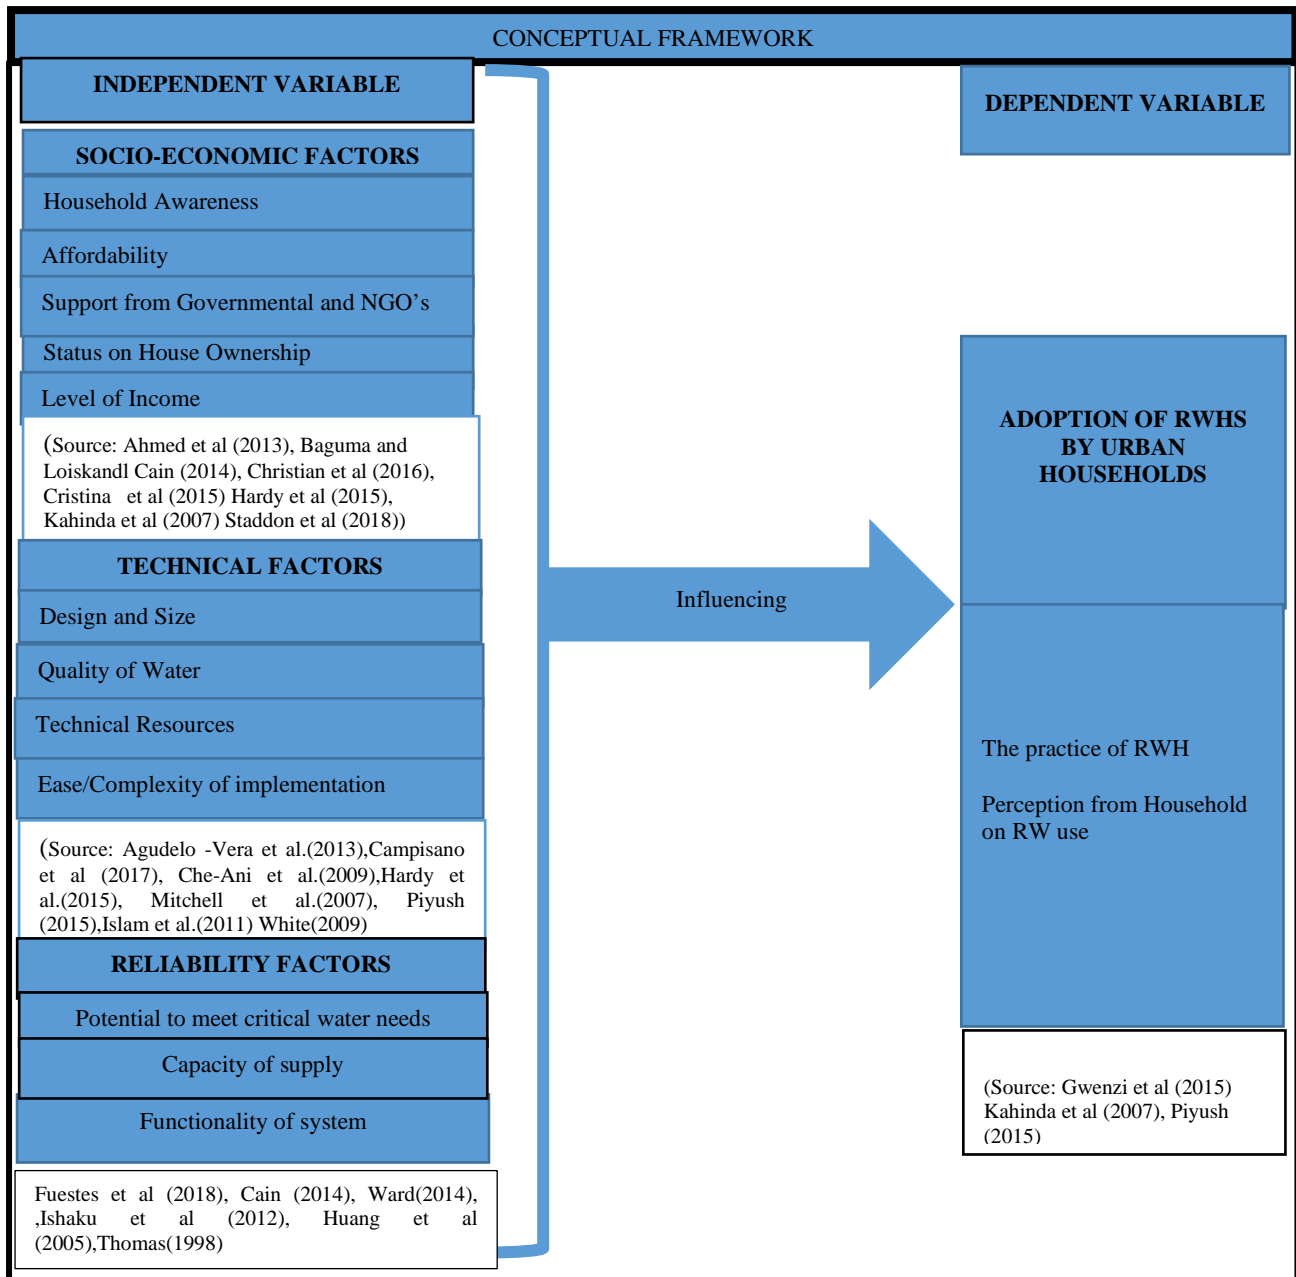 CONCEPTUAL FRAMEWORK
INDEPENDENT VARIABLE
SOCIO-ECONOMIC FACTORS
Household Awareness
Affordability
Support from Governmental and NGO’s
Status on House Ownership
Level of Income
(Source: Ahmed et al (2013), Baguma and
Loiskandl Cain (2014), Christian et al (2016),
Cristina et al (2015) Hardy et al (2015),
Kahinda et al (2007) Staddon et al (2018))
TECHNICAL FACTORS
Design and Size
Quality of Water
Technical Resources
Ease/Complexity of implementation
(Source: Agudelo -Vera et al.(2013),Campisano
et al (2017), Che-Ani et al.(2009),Hardy et
al.(2015), Mitchell et al.(2007), Piyush
(2015),Islam et al.(2011) White(2009)
RELIABILITY FACTORS
Potential to meet critical water needs
Capacity of supply
Functionality of system
Fuestes et al (2018), Cain (2014), Ward(2014),
,Ishaku et al (2012), Huang et al
(2005),Thomas(1998)
Influencing
DEPENDENT VARIABLE
ADOPTION OF RWHS
BY URBAN
HOUSEHOLDS
The practice of RWH
Perception from Household
on RW use
(Source: Gwenzi et al (2015)
Kahinda et al (2007), Piyush
(2015)